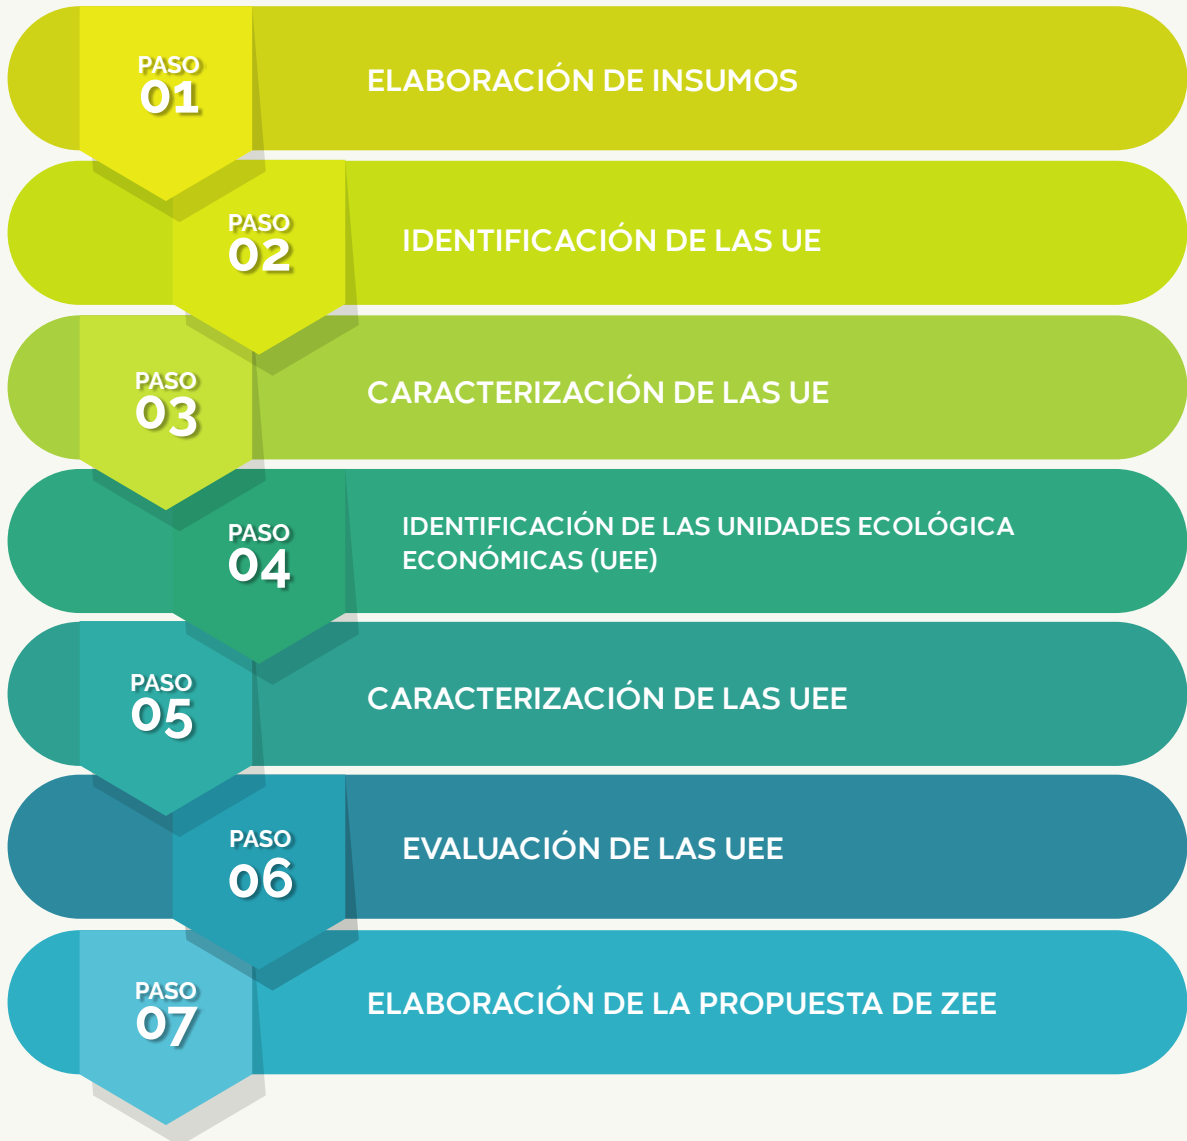 PASO
01
ELABORACIÓN DE INSUMOS
PASO
02
IDENTIFICACIÓN DE LAS UE
PASO
03
CARACTERIZACIÓN DE LAS UE
PASO
04
IDENTIFICACIÓN DE LAS UNIDADES ECOLÓGICA
ECONÓMICAS (UEE)
PASO
05
CARACTERIZACIÓN DE LAS UEE
PASO
06
EVALUACIÓN DE LAS UEE
PASO
07
ELABORACIÓN DE LA PROPUESTA DE ZEE